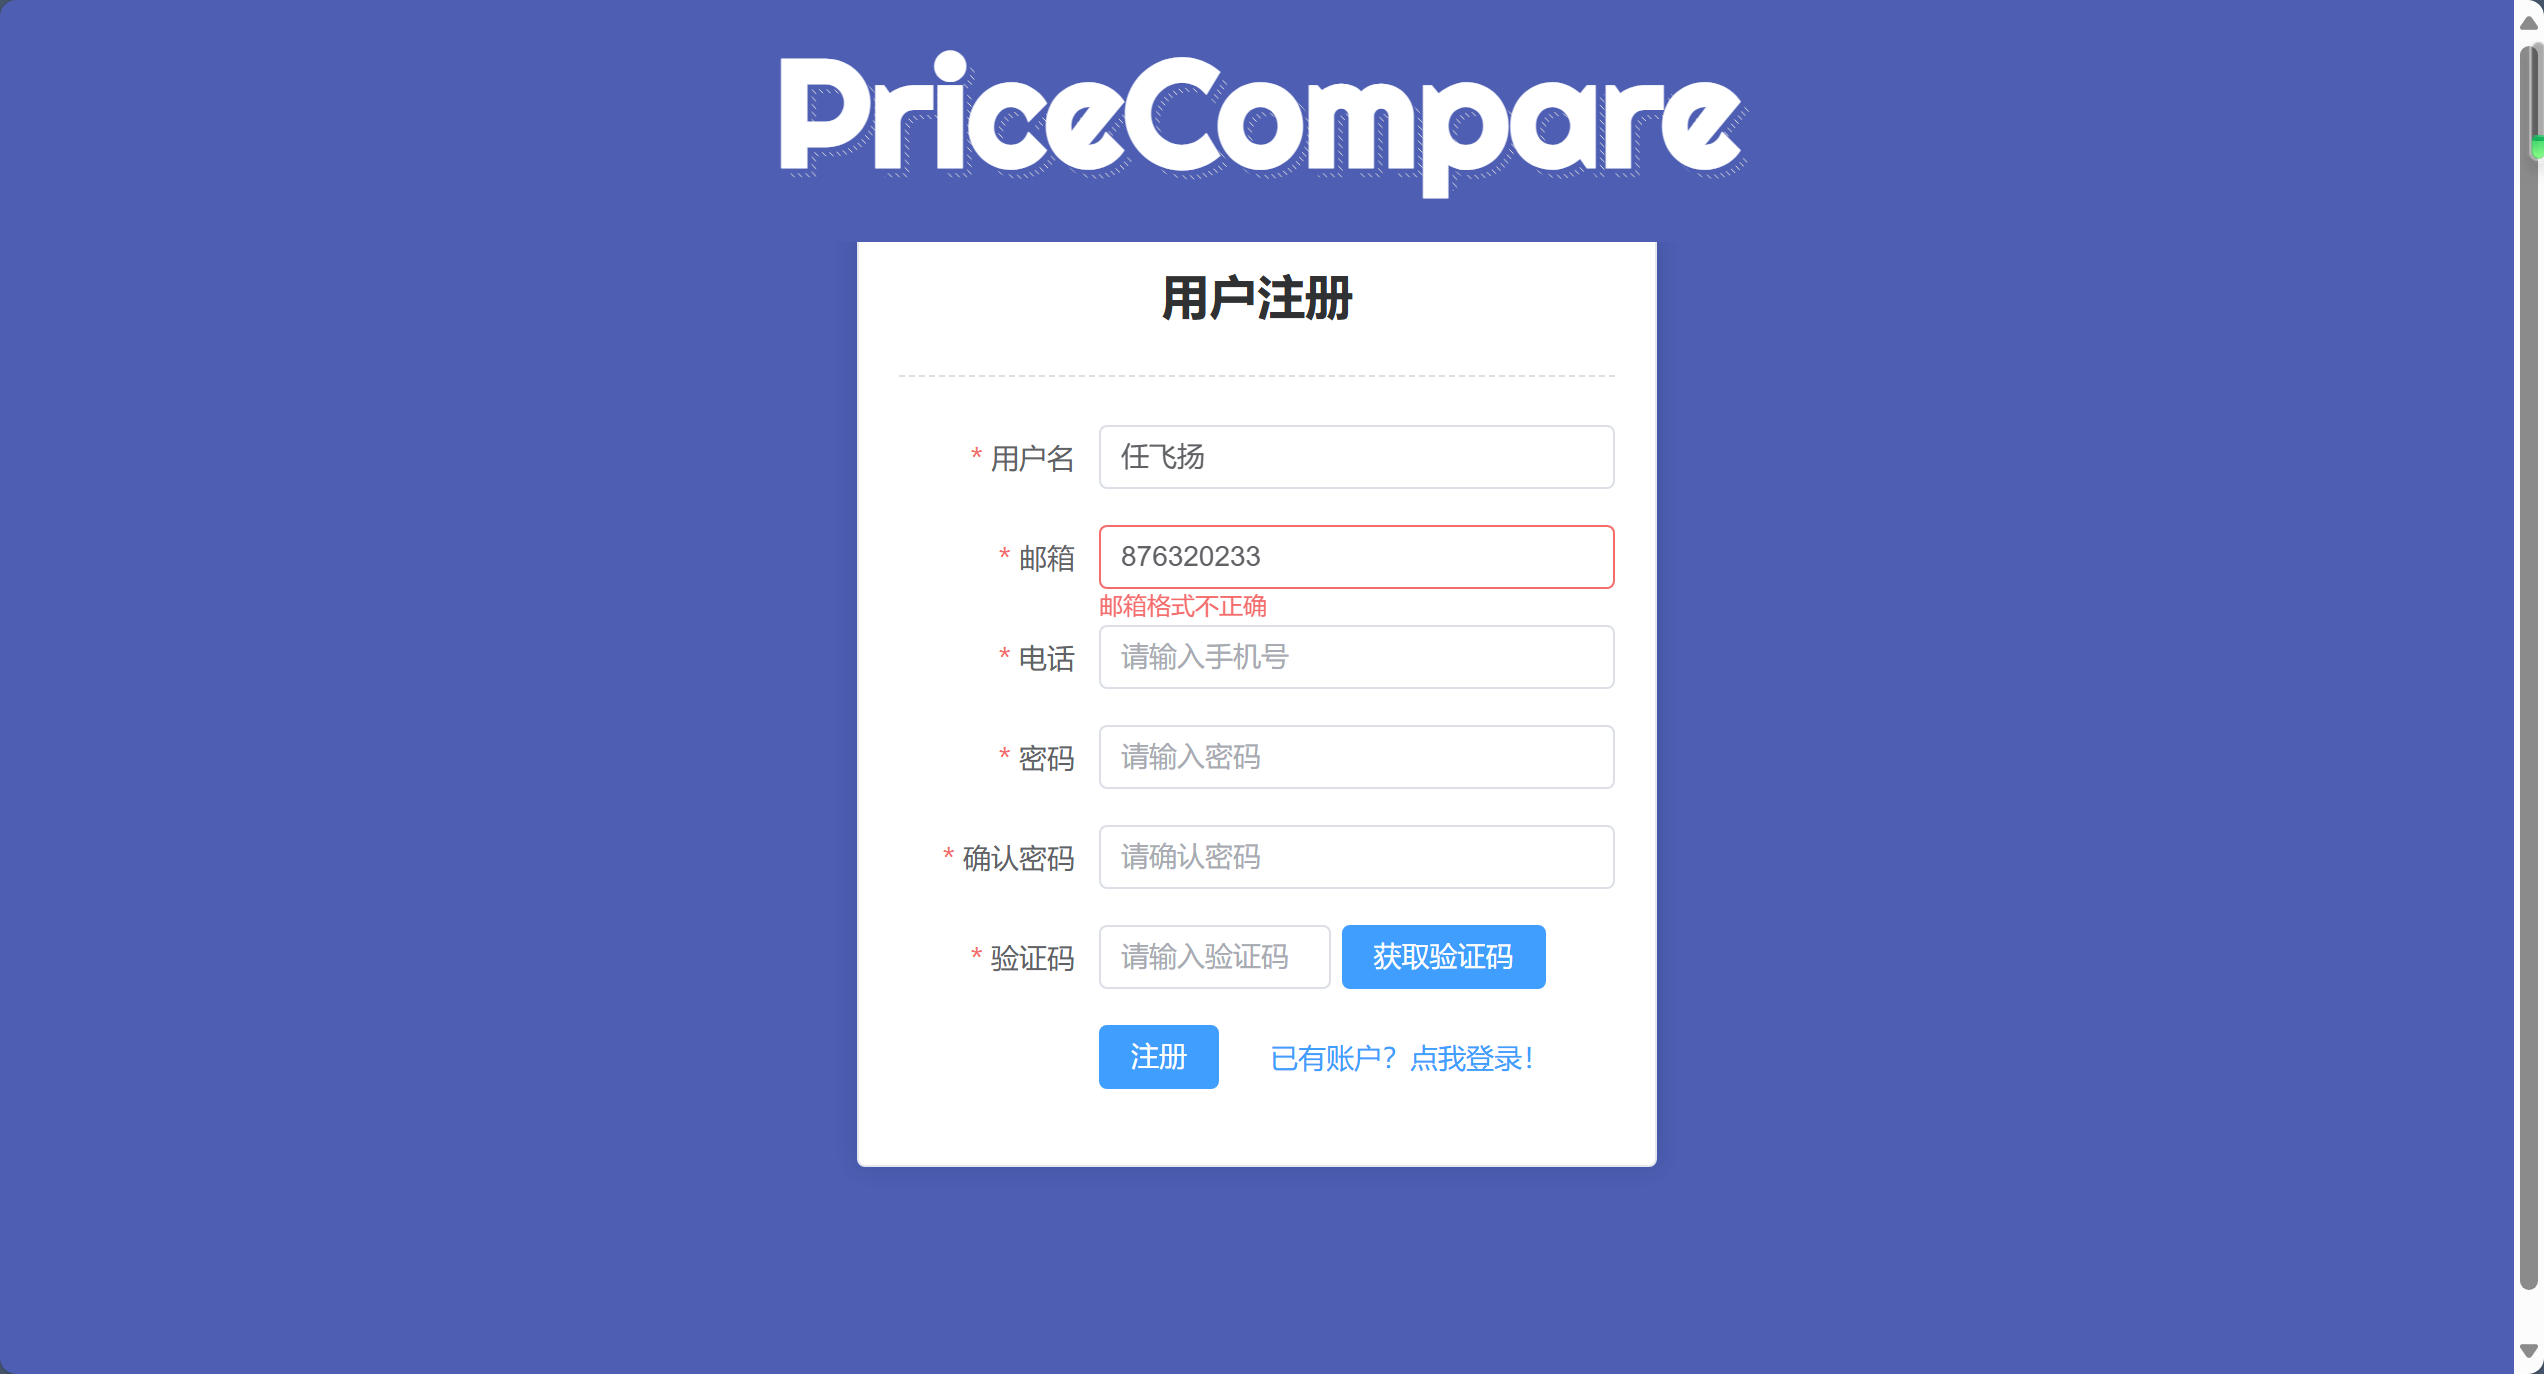 PriceCompare
用户注册
* 用户名 任飞扬
* 邮箱 876320233
邮箱格式不正确
* 电话 请输入手机号
* 密码 请输入密码
* 确认密码 请确认密码
* 验证码 请输入验证码 获取验证码
注册 已有账户？点我登录！